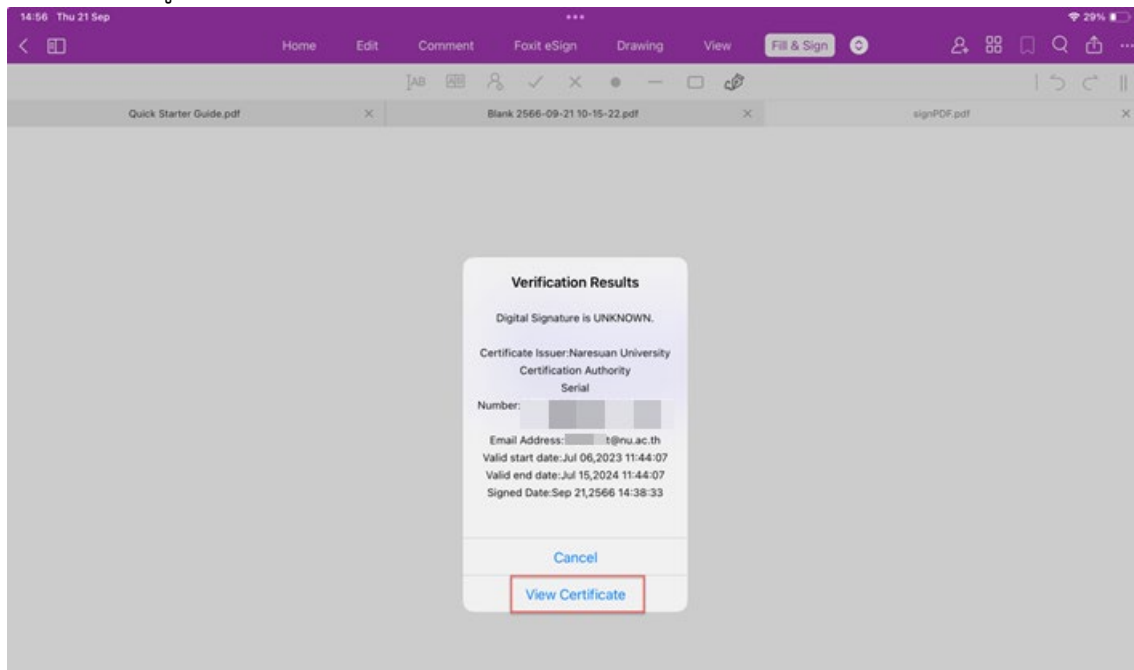 14:56 Thu 21 Sep
29%
Home Edit Comment Foxit eSign Drawing View Fill & Sign
Quick Starter Guide.pdf
Blank 2566-09-21 10-15-22.pdf
signPDF.pdf
Verification Results
Digital Signature is UNKNOWN.
Certificate Issuer:Naresuan University
Certification Authority
Serial
Number:
Email Address: t@nu.ac.th
Valid start date:Jul 06,2023 11:44:07
Valid end date:Jul 15,2024 11:44:07
Signed Date:Sep 21,2566 14:38:33
Cancel
View Certificate